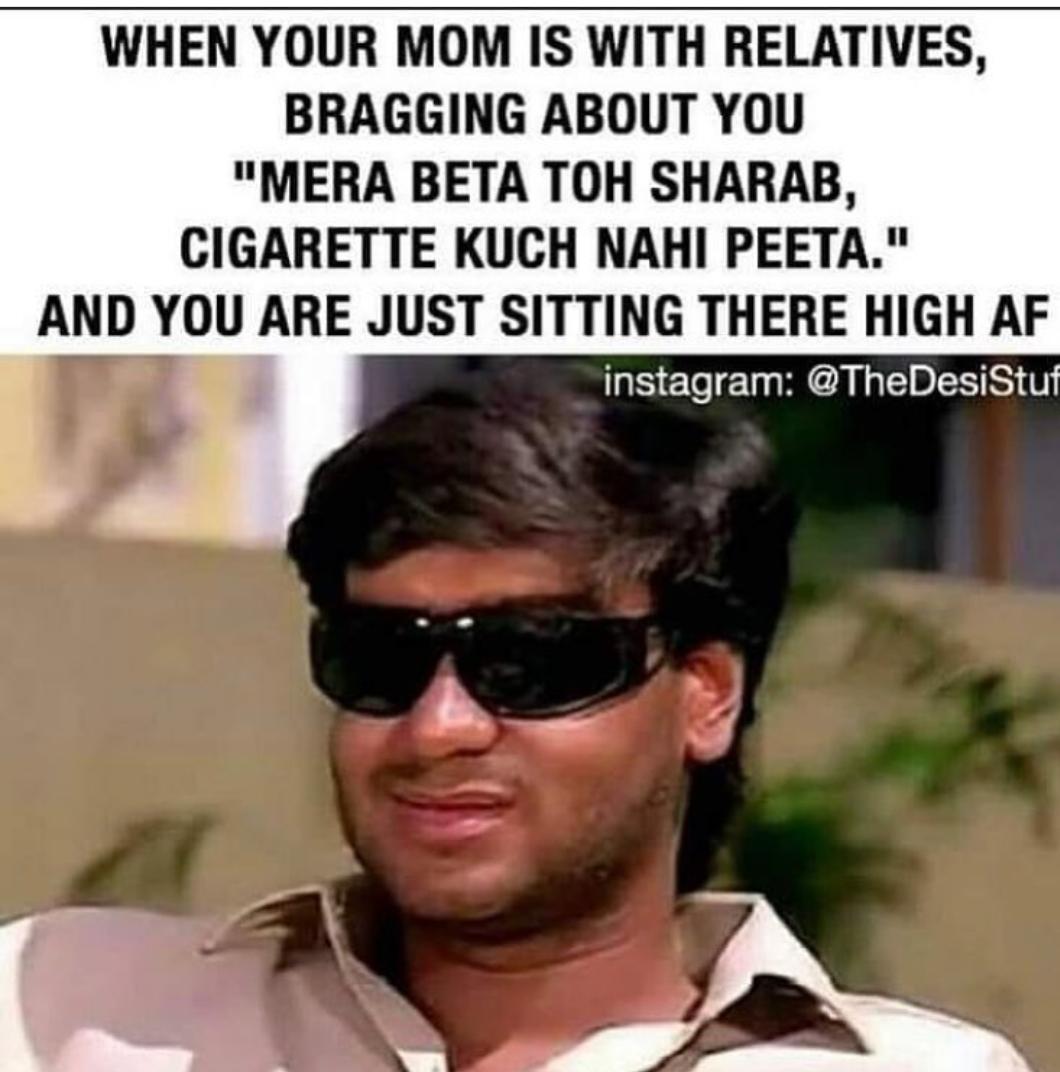 WHEN YOUR MOM IS WITH RELATIVES,
BRAGGING ABOUT YOU
"MERA BETA TOH SHARAB,
CIGARETTE KUCH NAHI PEETA."
AND YOU ARE JUST SITTING THERE HIGH AF
instagram: @TheDesiStuf